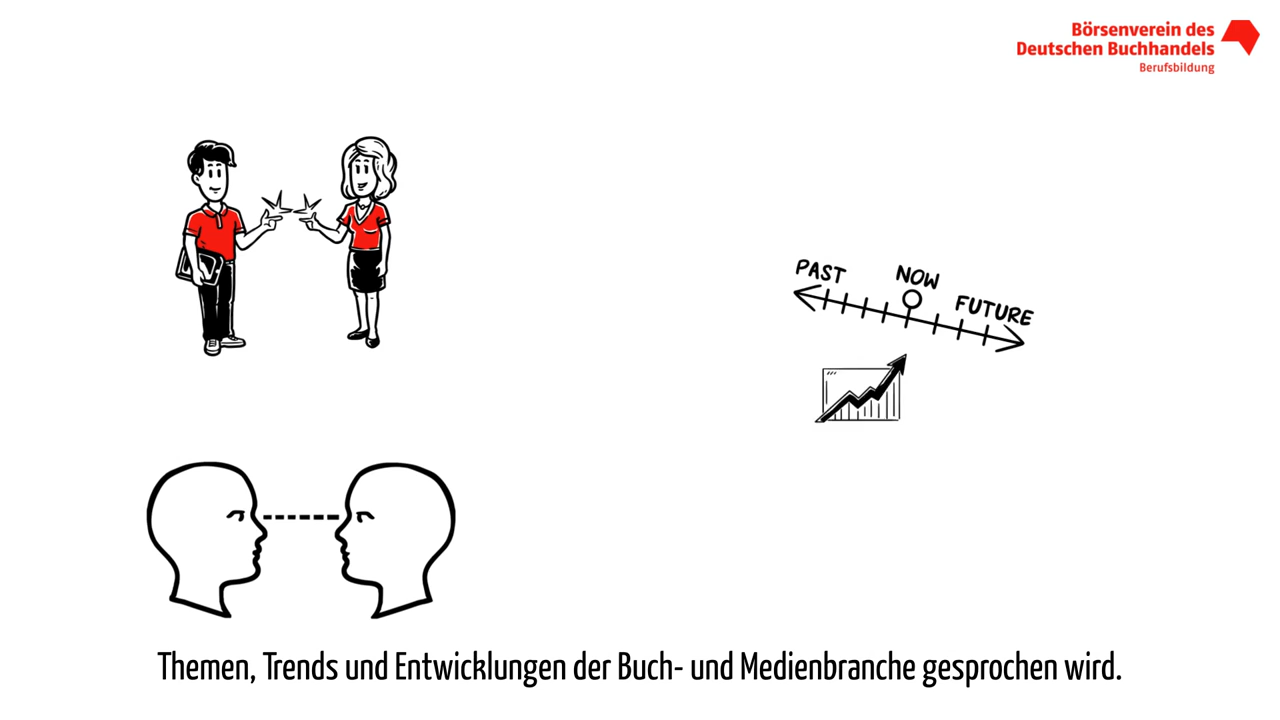 Börsenverein des
Deutschen Buchhandels
Berufsbildung
PAST
NOW
FUTURE
Themen, Trends und Entwicklungen der Buch- und Medienbranche gesprochen wird.